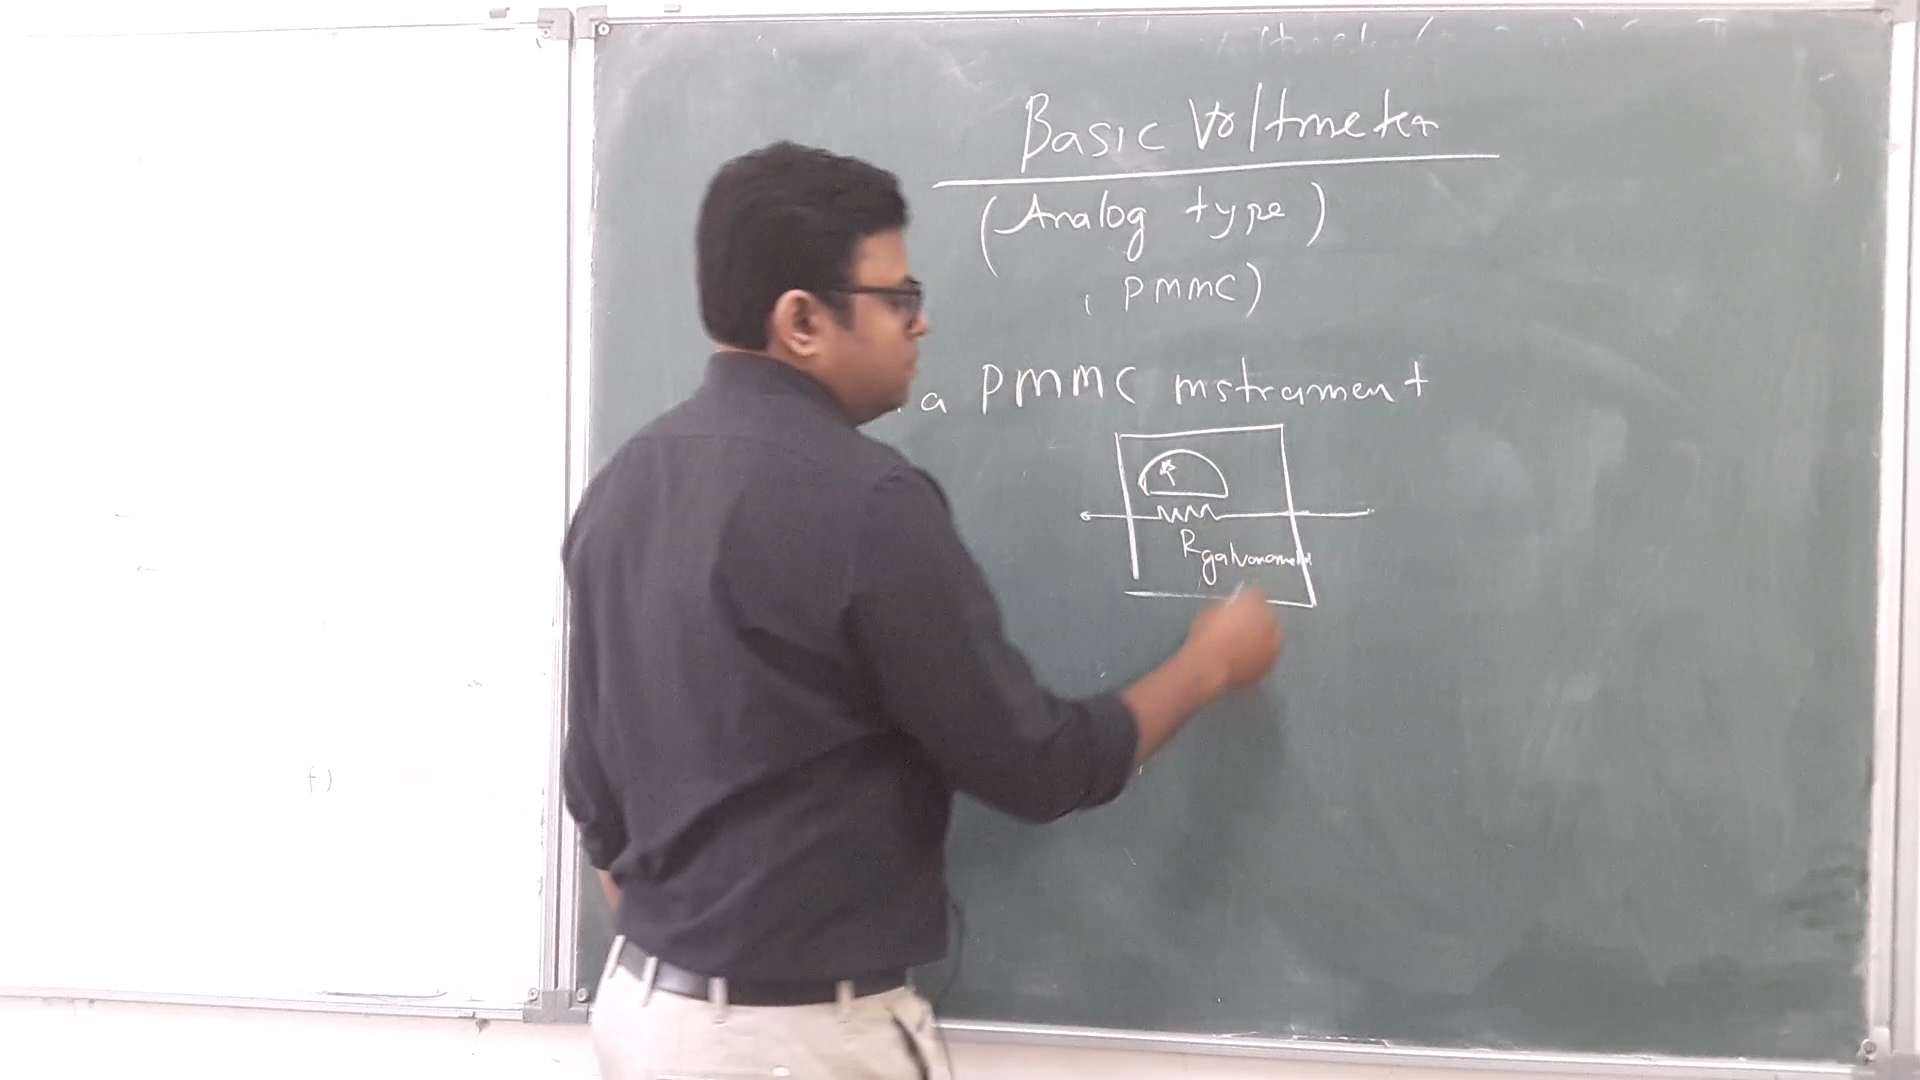 Basic Voltmeter
(Analog type)
, PMMC)
a PMMC instrument
Rgalvanometer
f)